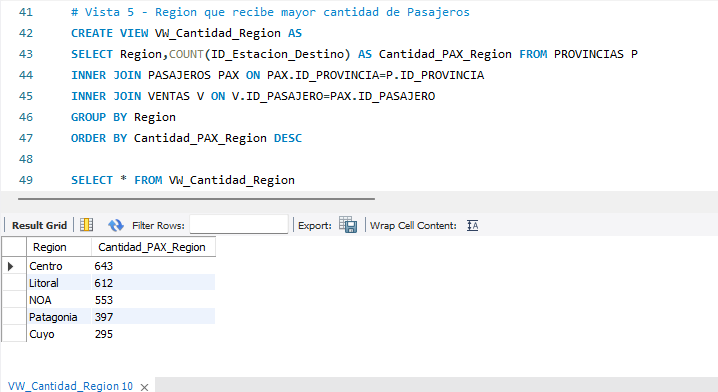 41 # Vista 5 - Region que recibe mayor cantidad de Pasajeros
42 CREATE VIEW VW_Cantidad_Region AS
43 SELECT Region,COUNT(ID_Estacion_Destino) AS Cantidad_PAX_Region FROM PROVINCIAS P
44 INNER JOIN PASAJEROS PAX ON PAX.ID_PROVINCIA=P.ID_PROVINCIA
45 INNER JOIN VENTAS V ON V.ID_PASAJERO=PAX.ID_PASAJERO
46 GROUP BY Region
47 ORDER BY Cantidad_PAX_Region DESC
48
49 SELECT * FROM VW_Cantidad_Region
Result Grid Filter Rows: Export: Wrap Cell Content:
Region Cantidad_PAX_Region
Centro 643
Litoral 612
NOA 553
Patagonia 397
Cuyo 295
VW_Cantidad_Region 10 ×